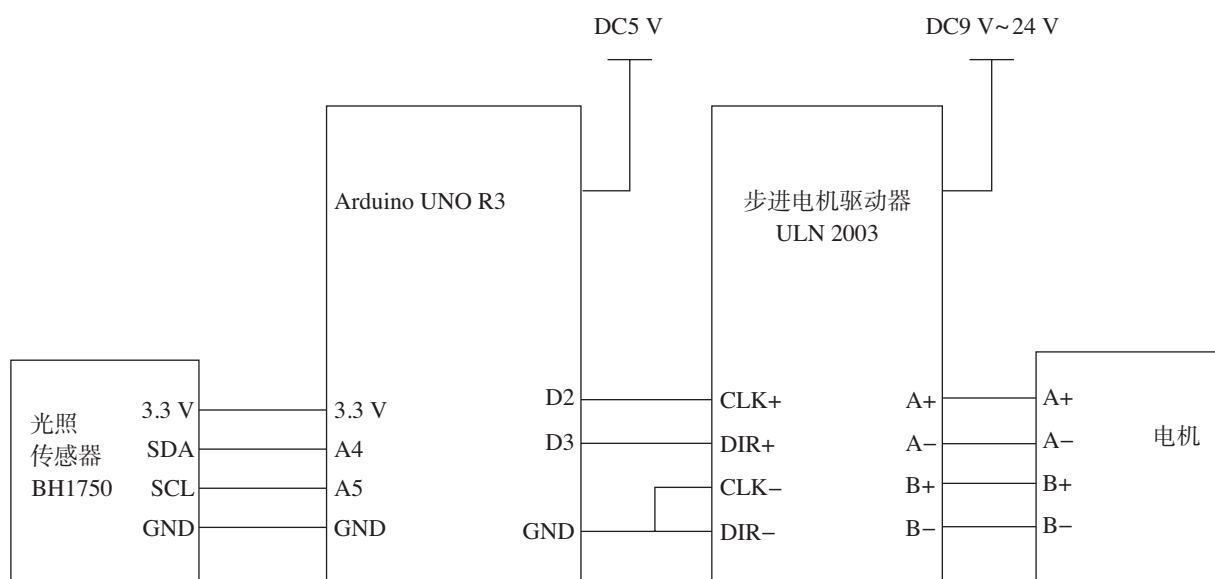 DC5 V
DC9 V~24 V
Arduino UNO R3
步进电机驱动器
ULN 2003
光照
传感器
BH1750
3.3 V
SDA
SCL
GND
3.3 V
A4
A5
GND
D2
D3
GND
CLK+
DIR+
CLK−
DIR−
A+
A−
B+
B−
A+
A−
B+
B−
电机